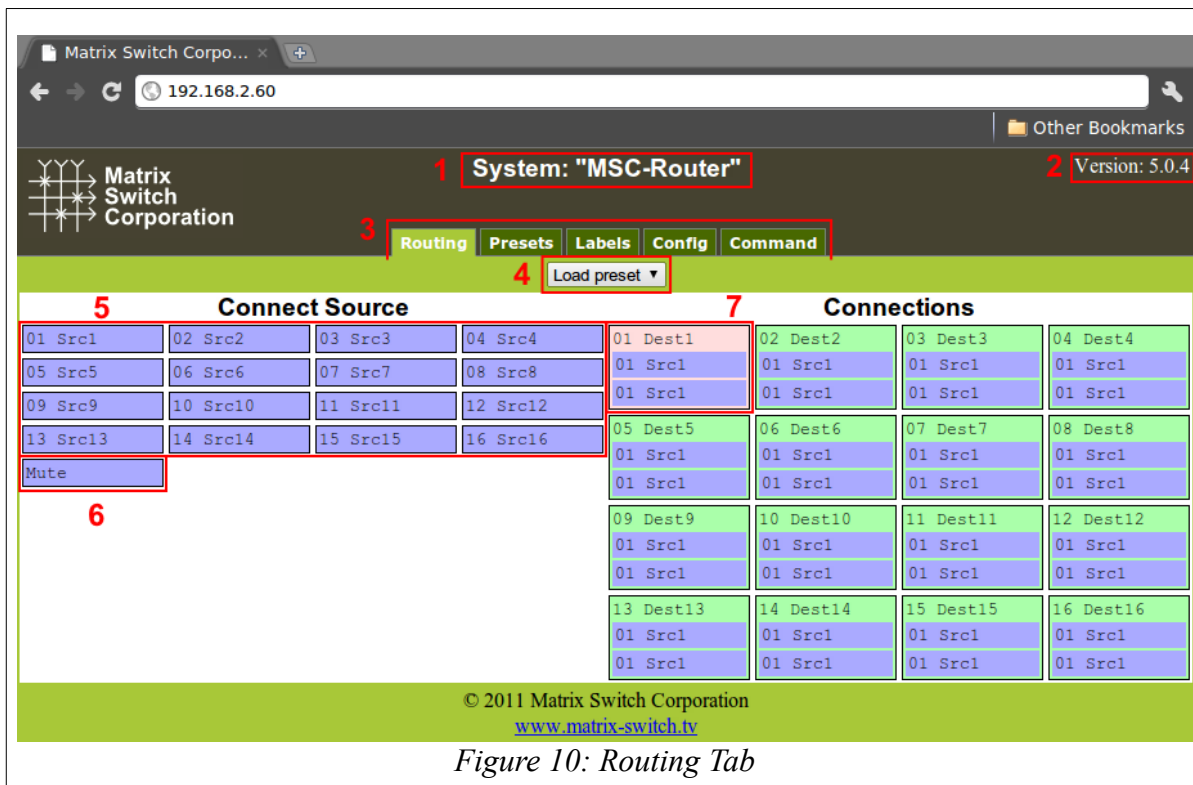 Matrix Switch Corpo... ×
192.168.2.60
Other Bookmarks
Matrix
Switch
Corporation
1 System: "MSC-Router"
2 Version: 5.0.4
3 Routing Presets Labels Config Command
4 Load preset ▼
5 Connect Source 7 Connections
01 Src1 02 Src2 03 Src3 04 Src4
05 Src5 06 Src6 07 Src7 08 Src8
09 Src9 10 Src10 11 Src11 12 Src12
13 Src13 14 Src14 15 Src15 16 Src16
Mute
6
01 Dest1 02 Dest2 03 Dest3 04 Dest4
01 Src1 01 Src1 01 Src1 01 Src1
01 Src1 01 Src1 01 Src1 01 Src1
05 Dest5 06 Dest6 07 Dest7 08 Dest8
01 Src1 01 Src1 01 Src1 01 Src1
01 Src1 01 Src1 01 Src1 01 Src1
09 Dest9 10 Dest10 11 Dest11 12 Dest12
01 Src1 01 Src1 01 Src1 01 Src1
01 Src1 01 Src1 01 Src1 01 Src1
13 Dest13 14 Dest14 15 Dest15 16 Dest16
01 Src1 01 Src1 01 Src1 01 Src1
01 Src1 01 Src1 01 Src1 01 Src1
© 2011 Matrix Switch Corporation
www.matrix-switch.tv
Figure 10: Routing Tab